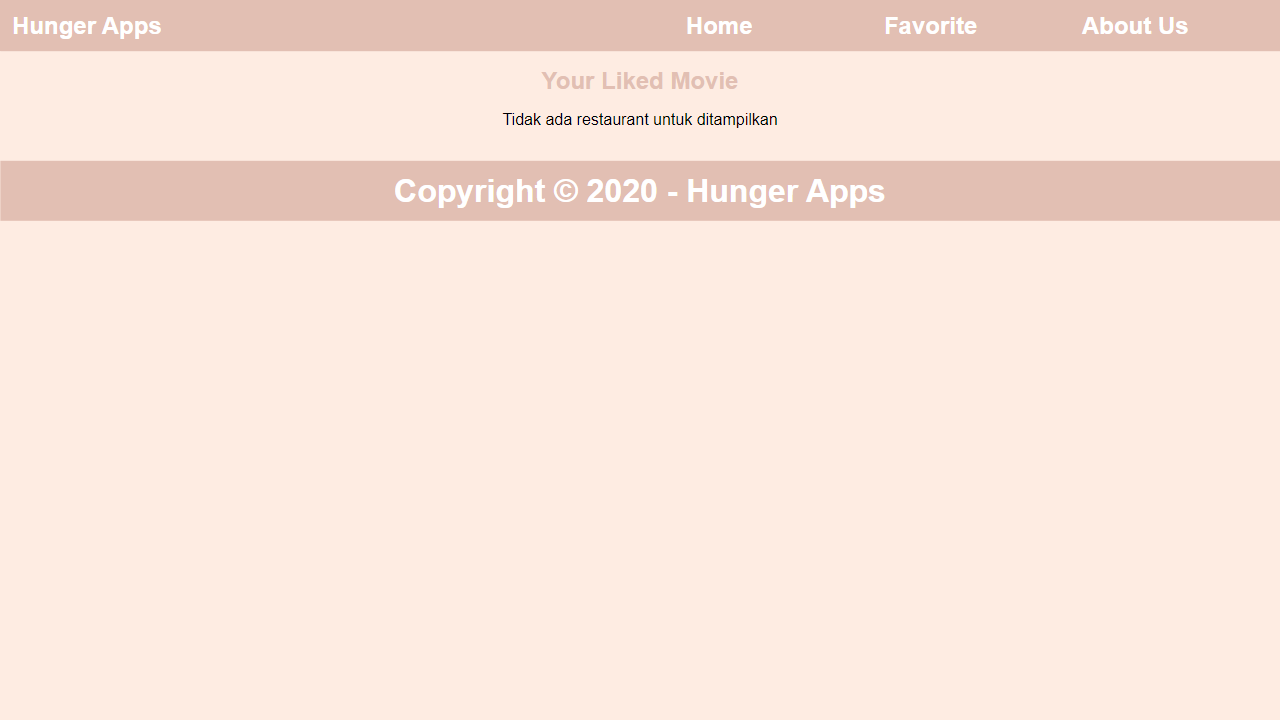 Hunger Apps Home Favorite About Us
Your Liked Movie
Tidak ada restaurant untuk ditampilkan
Copyright © 2020 - Hunger Apps